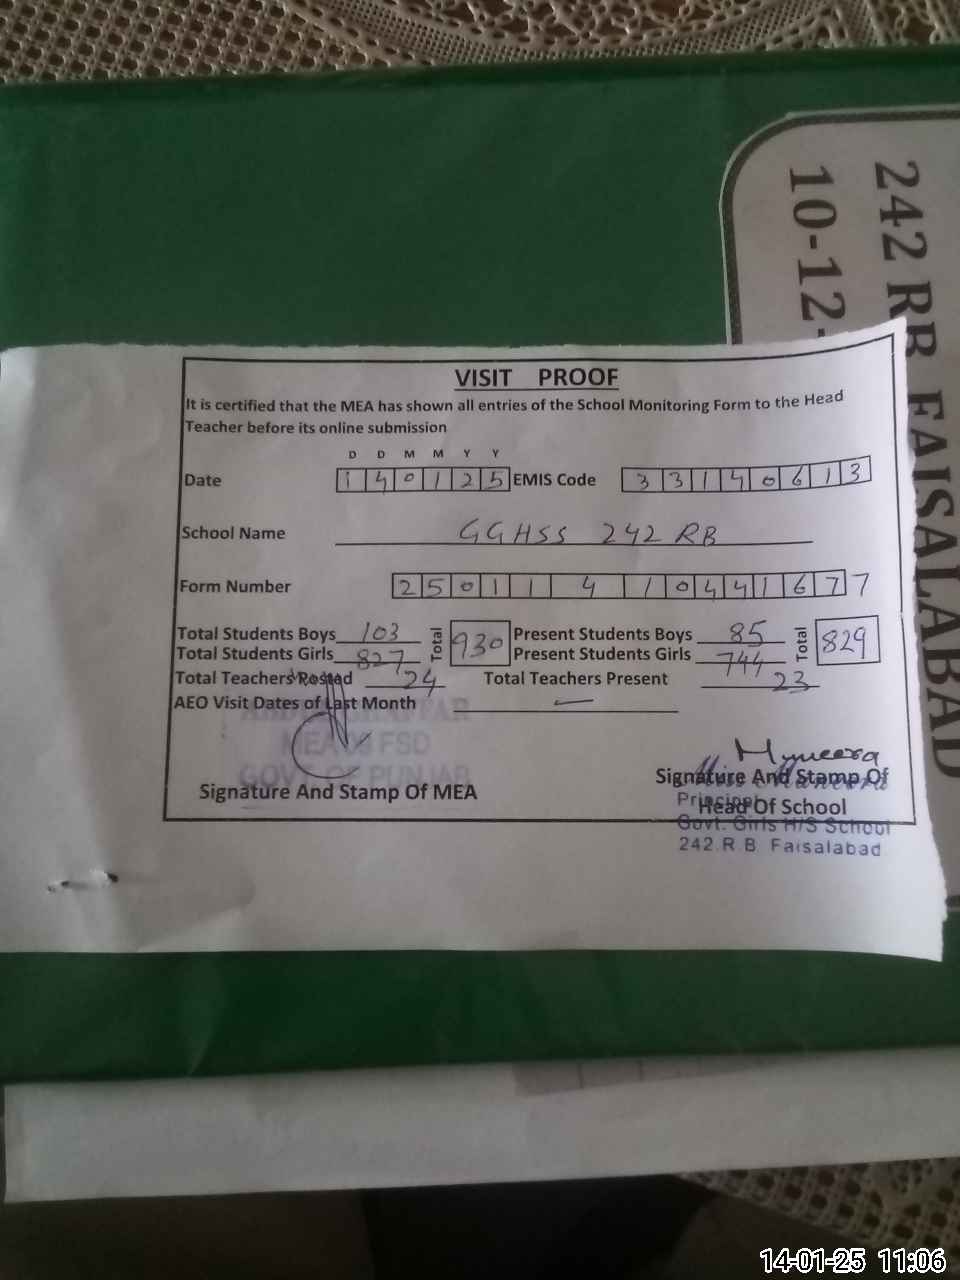 242 RB FAISALABAD
10-12-
VISIT PROOF
It is certified that the MEA has shown all entries of the School Monitoring Form to the Head
Teacher before its online submission
D D M M Y Y
Date 1 4 0 1 2 5 EMIS Code 3 3 1 4 0 6 1 3
School Name GGHSS 242 RB
Form Number 2 5 0 1 1 4 1 0 4 4 1 6 7 7
Total Students Boys 103 Total 930 Present Students Boys 85 Total 829
Total Students Girls 827 Present Students Girls 744
Total Teachers Posted 24 Total Teachers Present 23
AEO Visit Dates of Last Month —
GHAFFAR
MEA FSD
GOVT. OF PUNJAB
Signature And Stamp Of MEA
Myneera
Signature And Stamp Of
Miss
Principal
Head Of School
Govt. Girls H/S School
242.R.B. Faisalabad
14-01-25 11:06